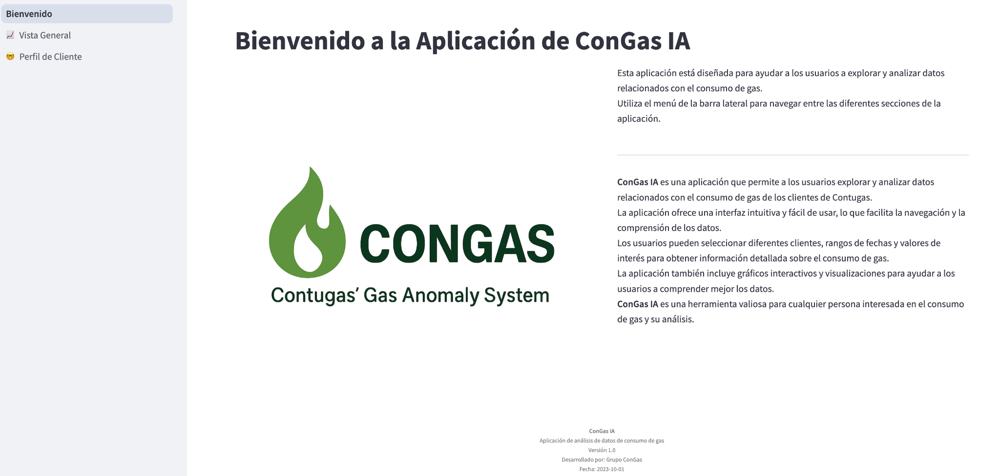 Bienvenido
Vista General
Perfil de Cliente
Bienvenido a la Aplicación de ConGas IA
Esta aplicación está diseñada para ayudar a los usuarios a explorar y analizar datos
relacionados con el consumo de gas.
Utiliza el menú de la barra lateral para navegar entre las diferentes secciones de la
aplicación.
CONGAS
Contugas’ Gas Anomaly System
ConGas IA es una aplicación que permite a los usuarios explorar y analizar datos
relacionados con el consumo de gas de los clientes de Contugas.
La aplicación ofrece una interfaz intuitiva y fácil de usar, lo que facilita la navegación y la
comprensión de los datos.
Los usuarios pueden seleccionar diferentes clientes, rangos de fechas y valores de
interés para obtener información detallada sobre el consumo de gas.
La aplicación también incluye gráficos interactivos y visualizaciones para ayudar a los
usuarios a comprender mejor los datos.
ConGas IA es una herramienta valiosa para cualquier persona interesada en el consumo
de gas y su análisis.
ConGas IA
Aplicación de análisis de datos de consumo de gas
Versión 1.0
Desarrollado por: Grupo ConGas
Fecha: 2023-10-01